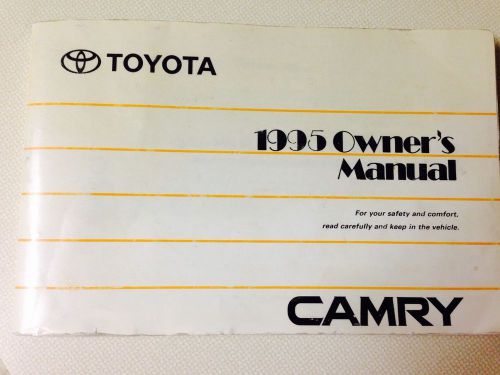 TOYOTA
1995 Owner's
Manual
For your safety and comfort,
read carefully and keep in the vehicle.
CAMRY